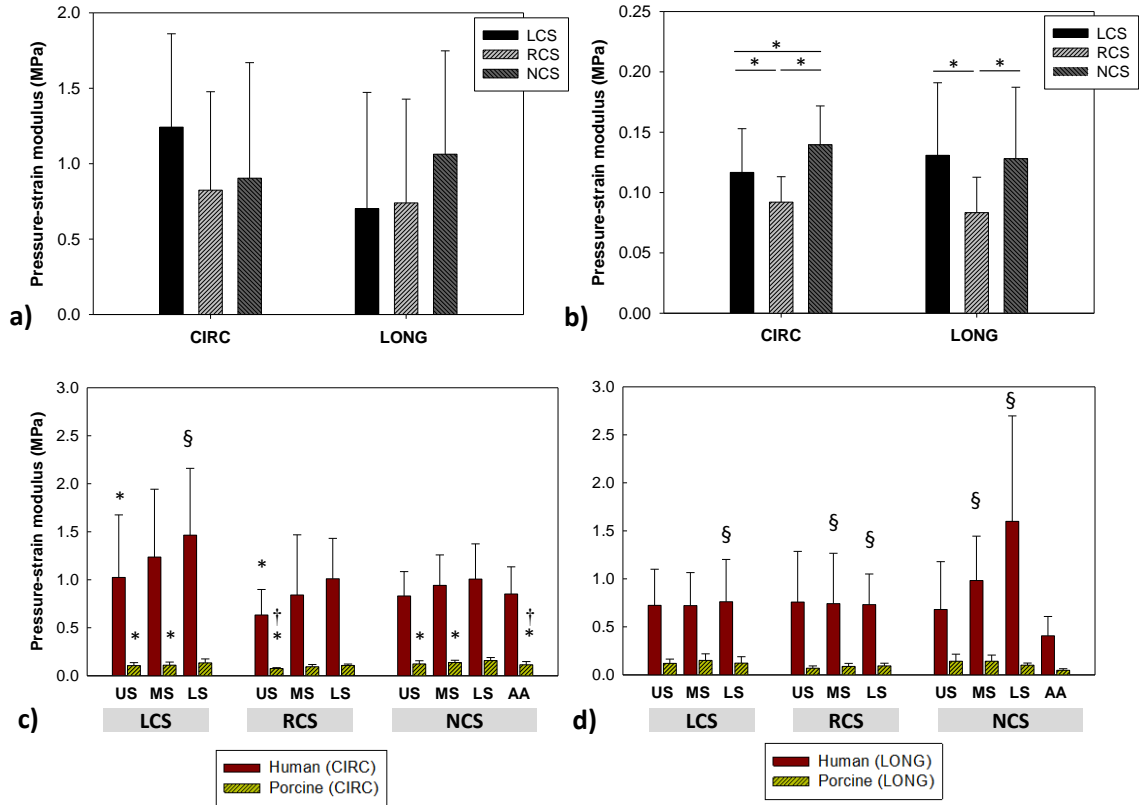 Pressure-strain modulus (MPa)
2.0
1.5
1.0
0.5
0.0
LCS
RCS
NCS
CIRC LONG
a)
Pressure-strain modulus (MPa)
0.25
0.20
0.15
0.10
0.05
0.00
LCS
RCS
NCS
*
* *
* *
CIRC LONG
b)
Pressure-strain modulus (MPa)
3.0
2.5
2.0
1.5
1.0
0.5
0.0
§
*
*
† †
* * * * * *
US MS LS US MS LS US MS LS AA
LCS RCS NCS
c)
Human (CIRC)
Porcine (CIRC)
3.0
2.5
2.0
1.5
1.0
0.5
0.0
§
§
§ § §
US MS LS US MS LS US MS LS AA
LCS RCS NCS
d)
Human (LONG)
Porcine (LONG)